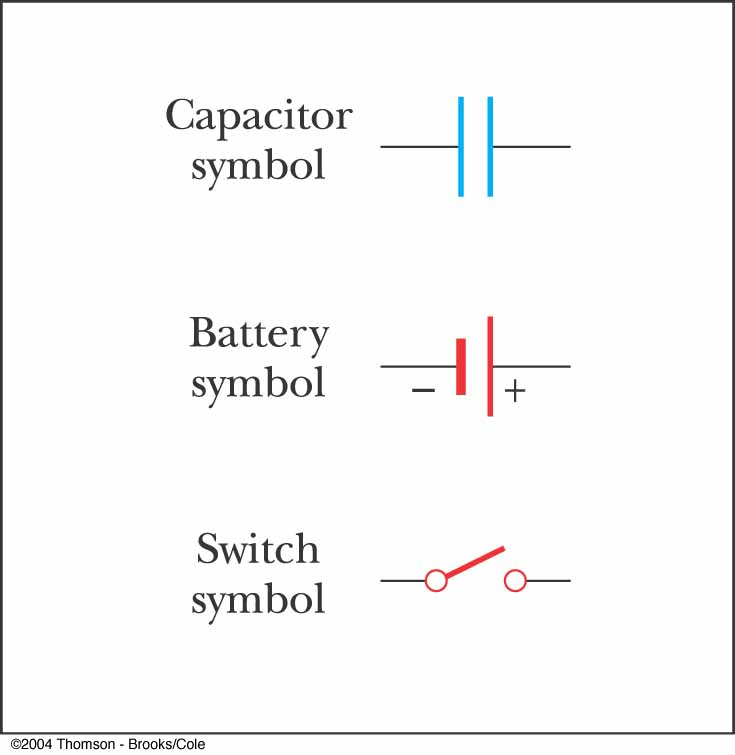 Capacitor
symbol
Battery
symbol
− +
Switch
symbol
©2004 Thomson - Brooks/Cole